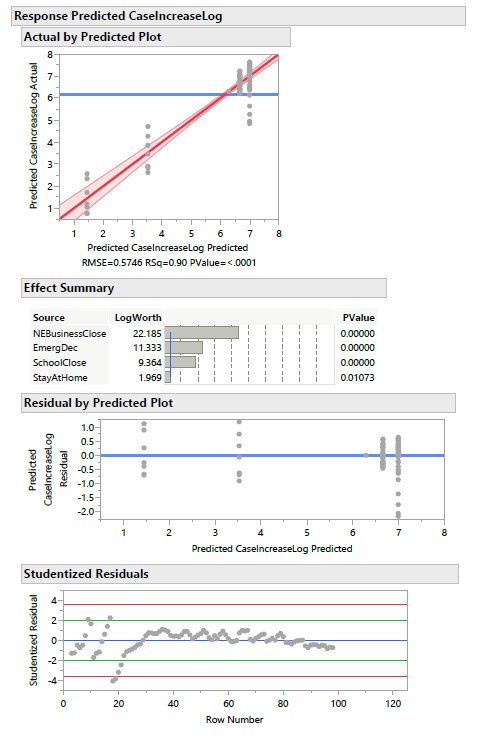 Response Predicted CaseIncreaseLog
Actual by Predicted Plot
Predicted CaseIncreaseLog Actual
8
7
6
5
4
3
2
1
1 2 3 4 5 6 7 8
Predicted CaseIncreaseLog Predicted
RMSE=0.5746 RSq=0.90 PValue=<.0001
Effect Summary
Source LogWorth PValue
NEBusinessClose 22.185 0.00000
EmergDec 11.333 0.00000
SchoolClose 9.364 0.00000
StayAtHome 1.969 0.01073
Residual by Predicted Plot
Predicted
CaseIncreaseLog
Residual
1.0
0.5
0.0
-0.5
-1.0
-1.5
-2.0
1 2 3 4 5 6 7 8
Predicted CaseIncreaseLog Predicted
Studentized Residuals
Studentized Residual
4
2
0
-2
-4
0 20 40 60 80 100 120
Row Number